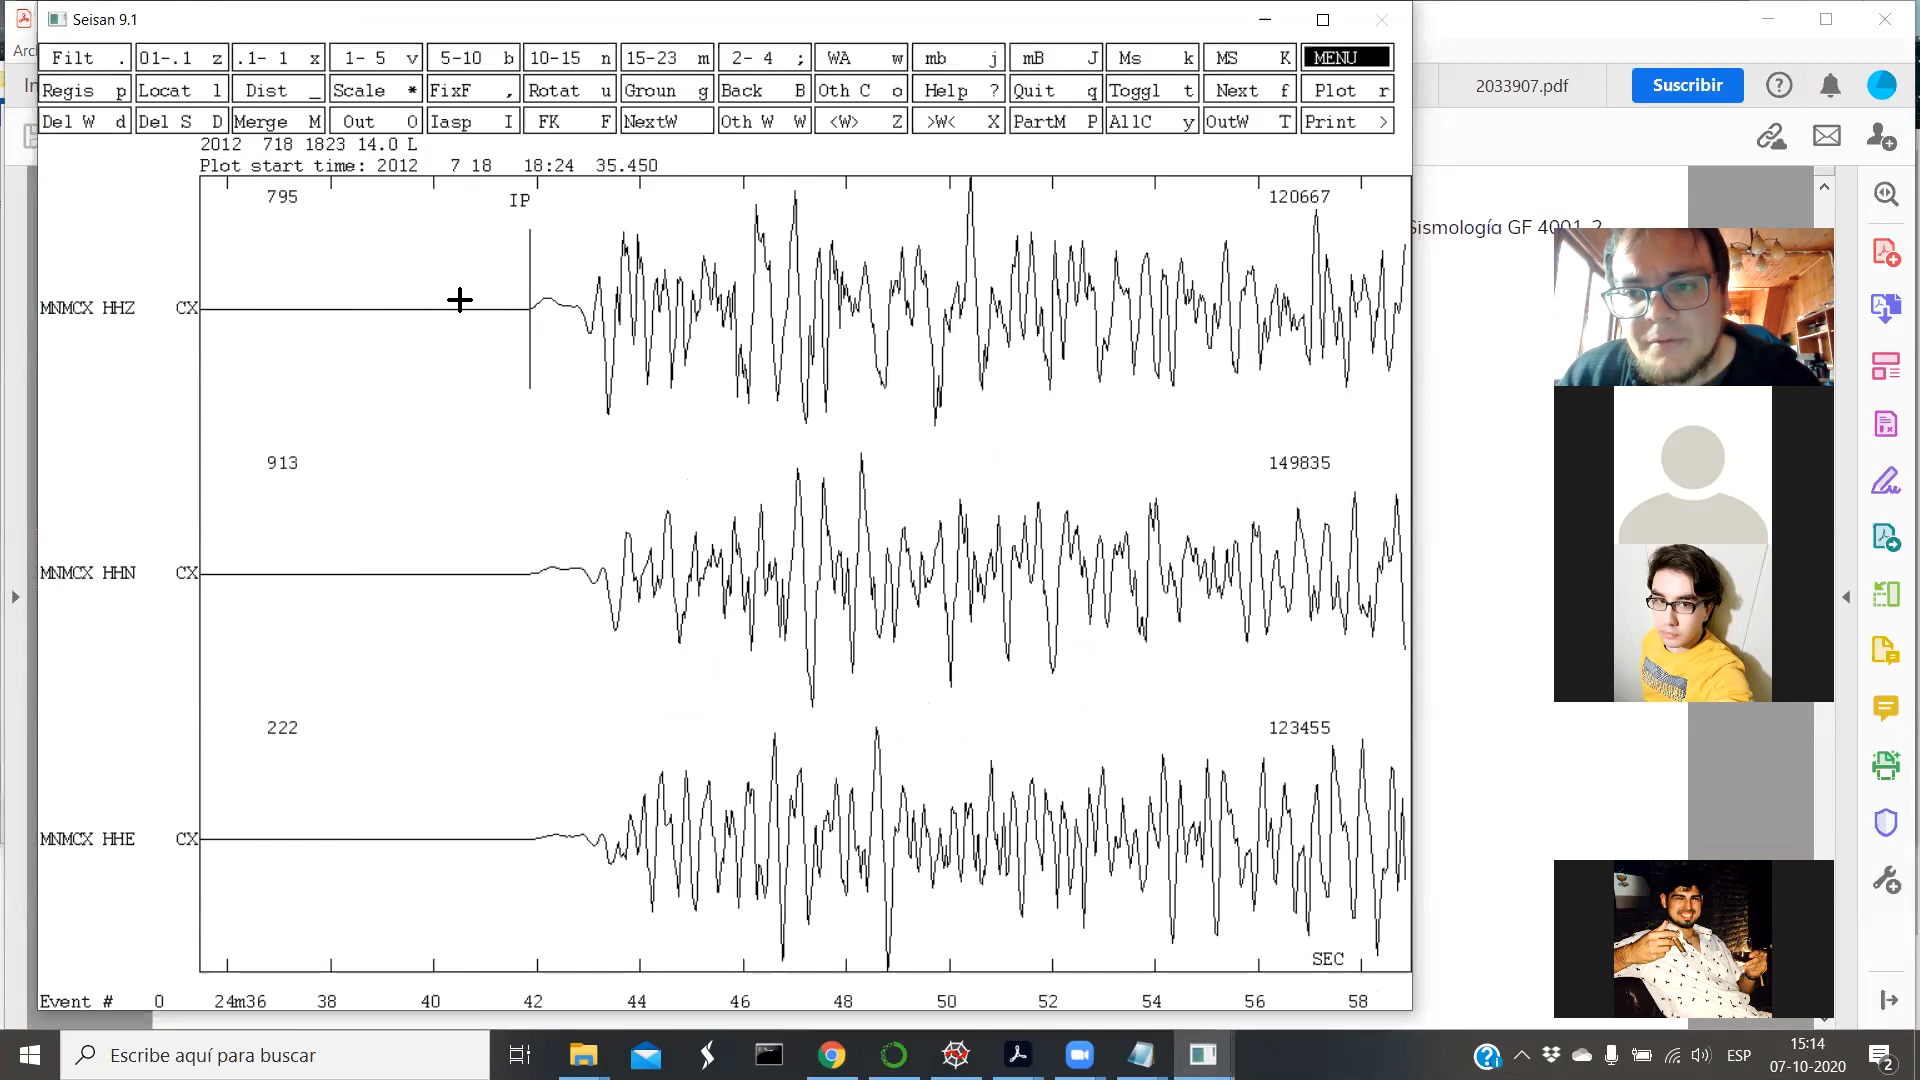 Seisan 9.1
Arc
In
Filt . 01-.1 z .1- 1 x 1- 5 v 5-10 b 10-15 n 15-23 m 2- 4 ; WA w mb j mB J Ms k MS K MENU
Regis p Locat l Dist _ Scale * FixF , Rotat u Groun g Back B Oth C o Help ? Quit q Toggl t Next f Plot r
Del W d Del S D Merge M Out O Iasp I FK F NextW Oth W W <W> Z >W< X PartM P AllC y OutW T Print >
2033907.pdf
Suscribir
2012 718 1823 14.0 L
Plot start time: 2012 7 18 18:24 35.450
795
IP
120667
Sismología GF 4001-2
MNMCX HHZ CX
913
149835
MNMCX HHN CX
222
123455
MNMCX HHE CX
SEC
Event # 0 24m36 38 40 42 44 46 48 50 52 54 56 58
Escribe aquí para buscar
ESP
15:14
07-10-2020
2